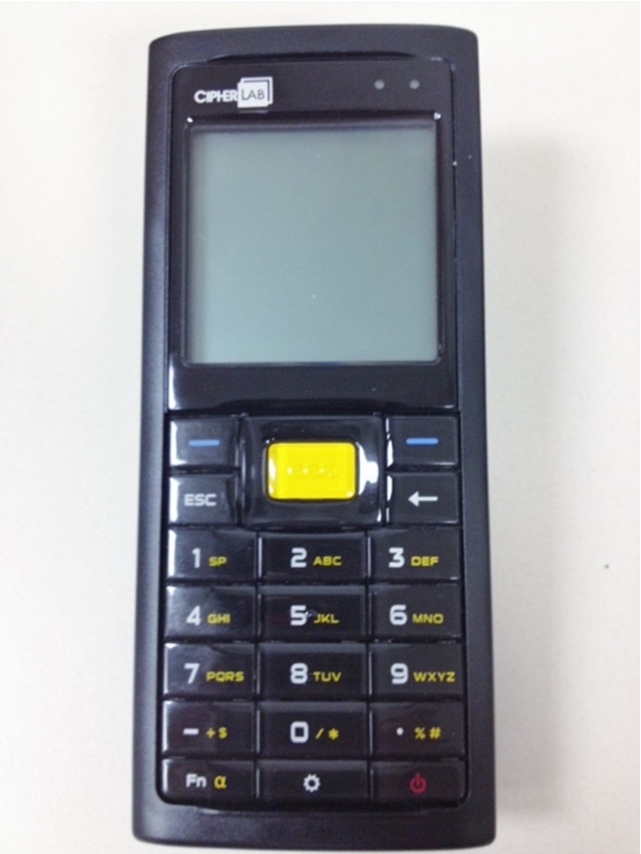 CIPHERLAB
ESC ←
1 SP 2 ABC 3 DEF
4 GHI 5 JKL 6 MNO
7 PQRS 8 TUV 9 WXYZ
- +$ 0 /* . %#
Fn α